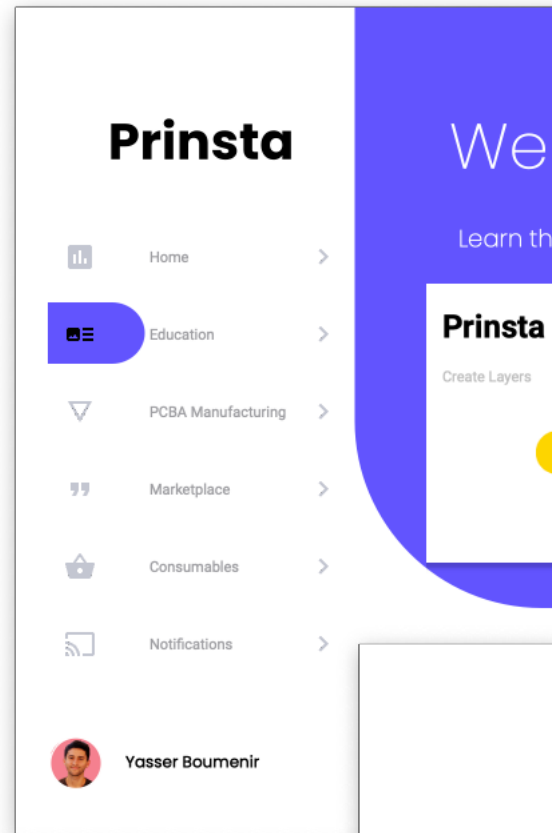 Prinsta
Home
Education
PCBA Manufacturing
Marketplace
Consumables
Notifications
Yasser Boumenir
We
Learn th
Prinsta
Create Layers